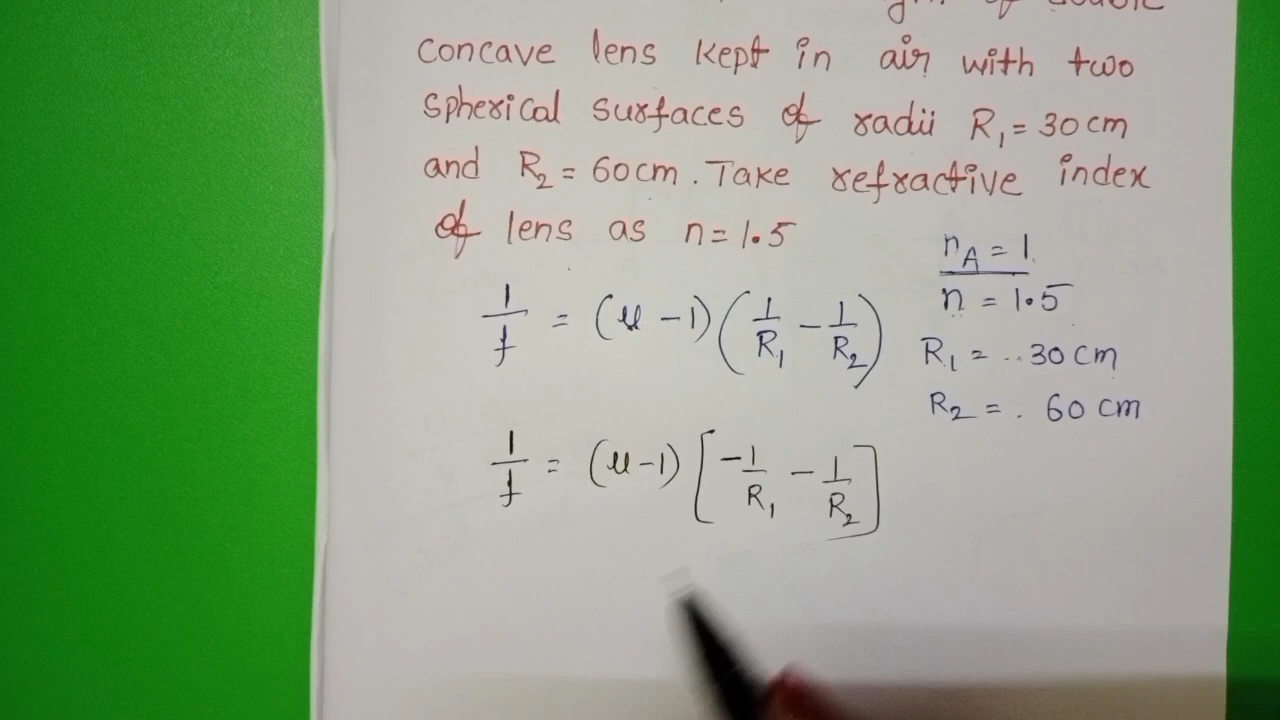 of
concave lens kept in air with two
spherical surfaces of radii R₁ = 30 cm
and R₂ = 60 cm. Take refractive index
of lens as n = 1.5
n_A = 1
n = 1.5
1/f = (μ - 1)(1/R₁ - 1/R₂)
R₁ = 30 cm
R₂ = 60 cm
1/f = (μ - 1)[-1/R₁ - 1/R₂]